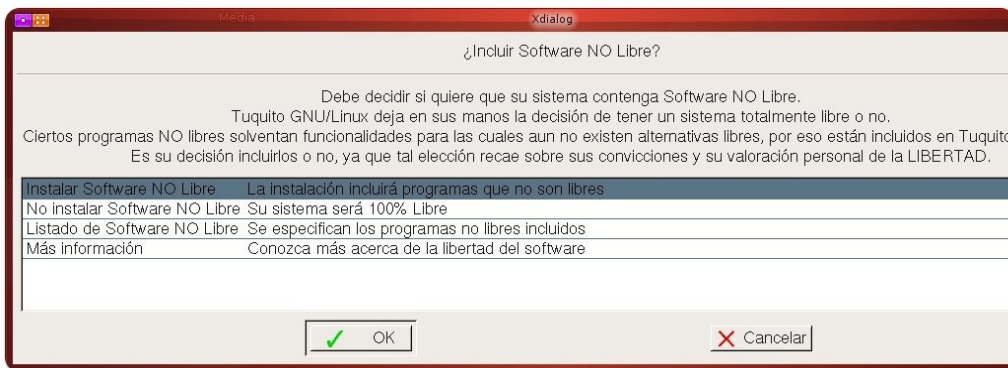 Media
Xdialog
¿Incluir Software NO Libre?
Debe decidir si quiere que su sistema contenga Software NO Libre.
Tuquito GNU/Linux deja en sus manos la decisión de tener un sistema totalmente libre o no.
Ciertos programas NO libres solventan funcionalidades para las cuales aun no existen alternativas libres, por eso están incluidos en Tuquito
Es su decisión incluirlos o no, ya que tal elección recae sobre sus convicciones y su valoración personal de la LIBERTAD.
Instalar Software NO Libre La instalación incluirá programas que no son libres
No instalar Software NO Libre Su sistema será 100% Libre
Listado de Software NO Libre Se especifican los programas no libres incluidos
Más información Conozca más acerca de la libertad del software
OK Cancelar